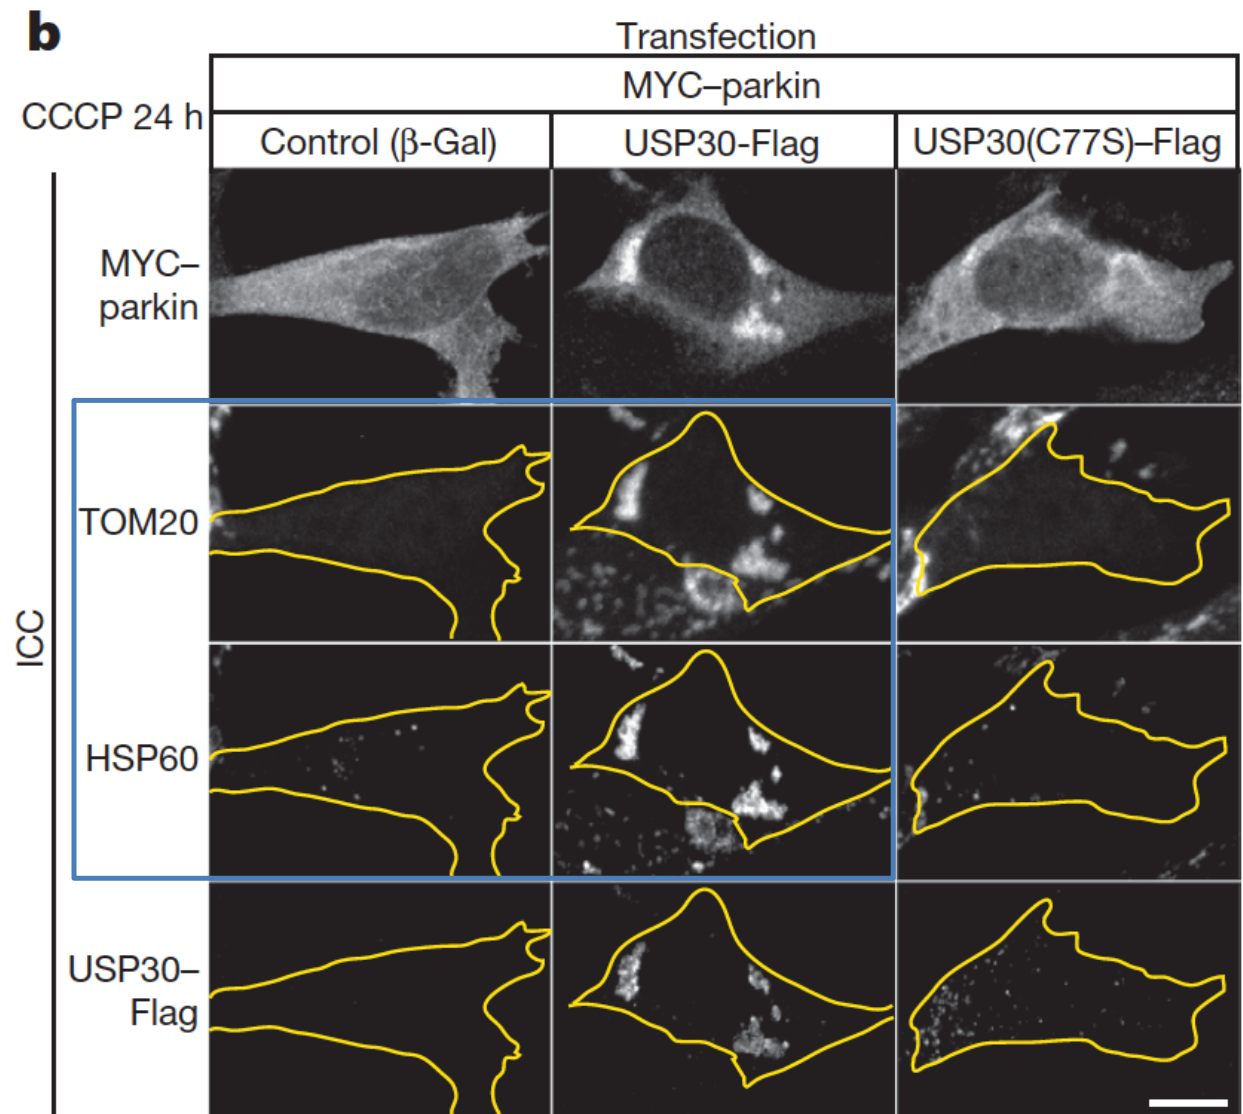 b
Transfection
MYC–parkin
CCCP 24 h
Control (β-Gal)
USP30-Flag
USP30(C77S)–Flag
MYC–
parkin
TOM20
ICC
HSP60
USP30–
Flag